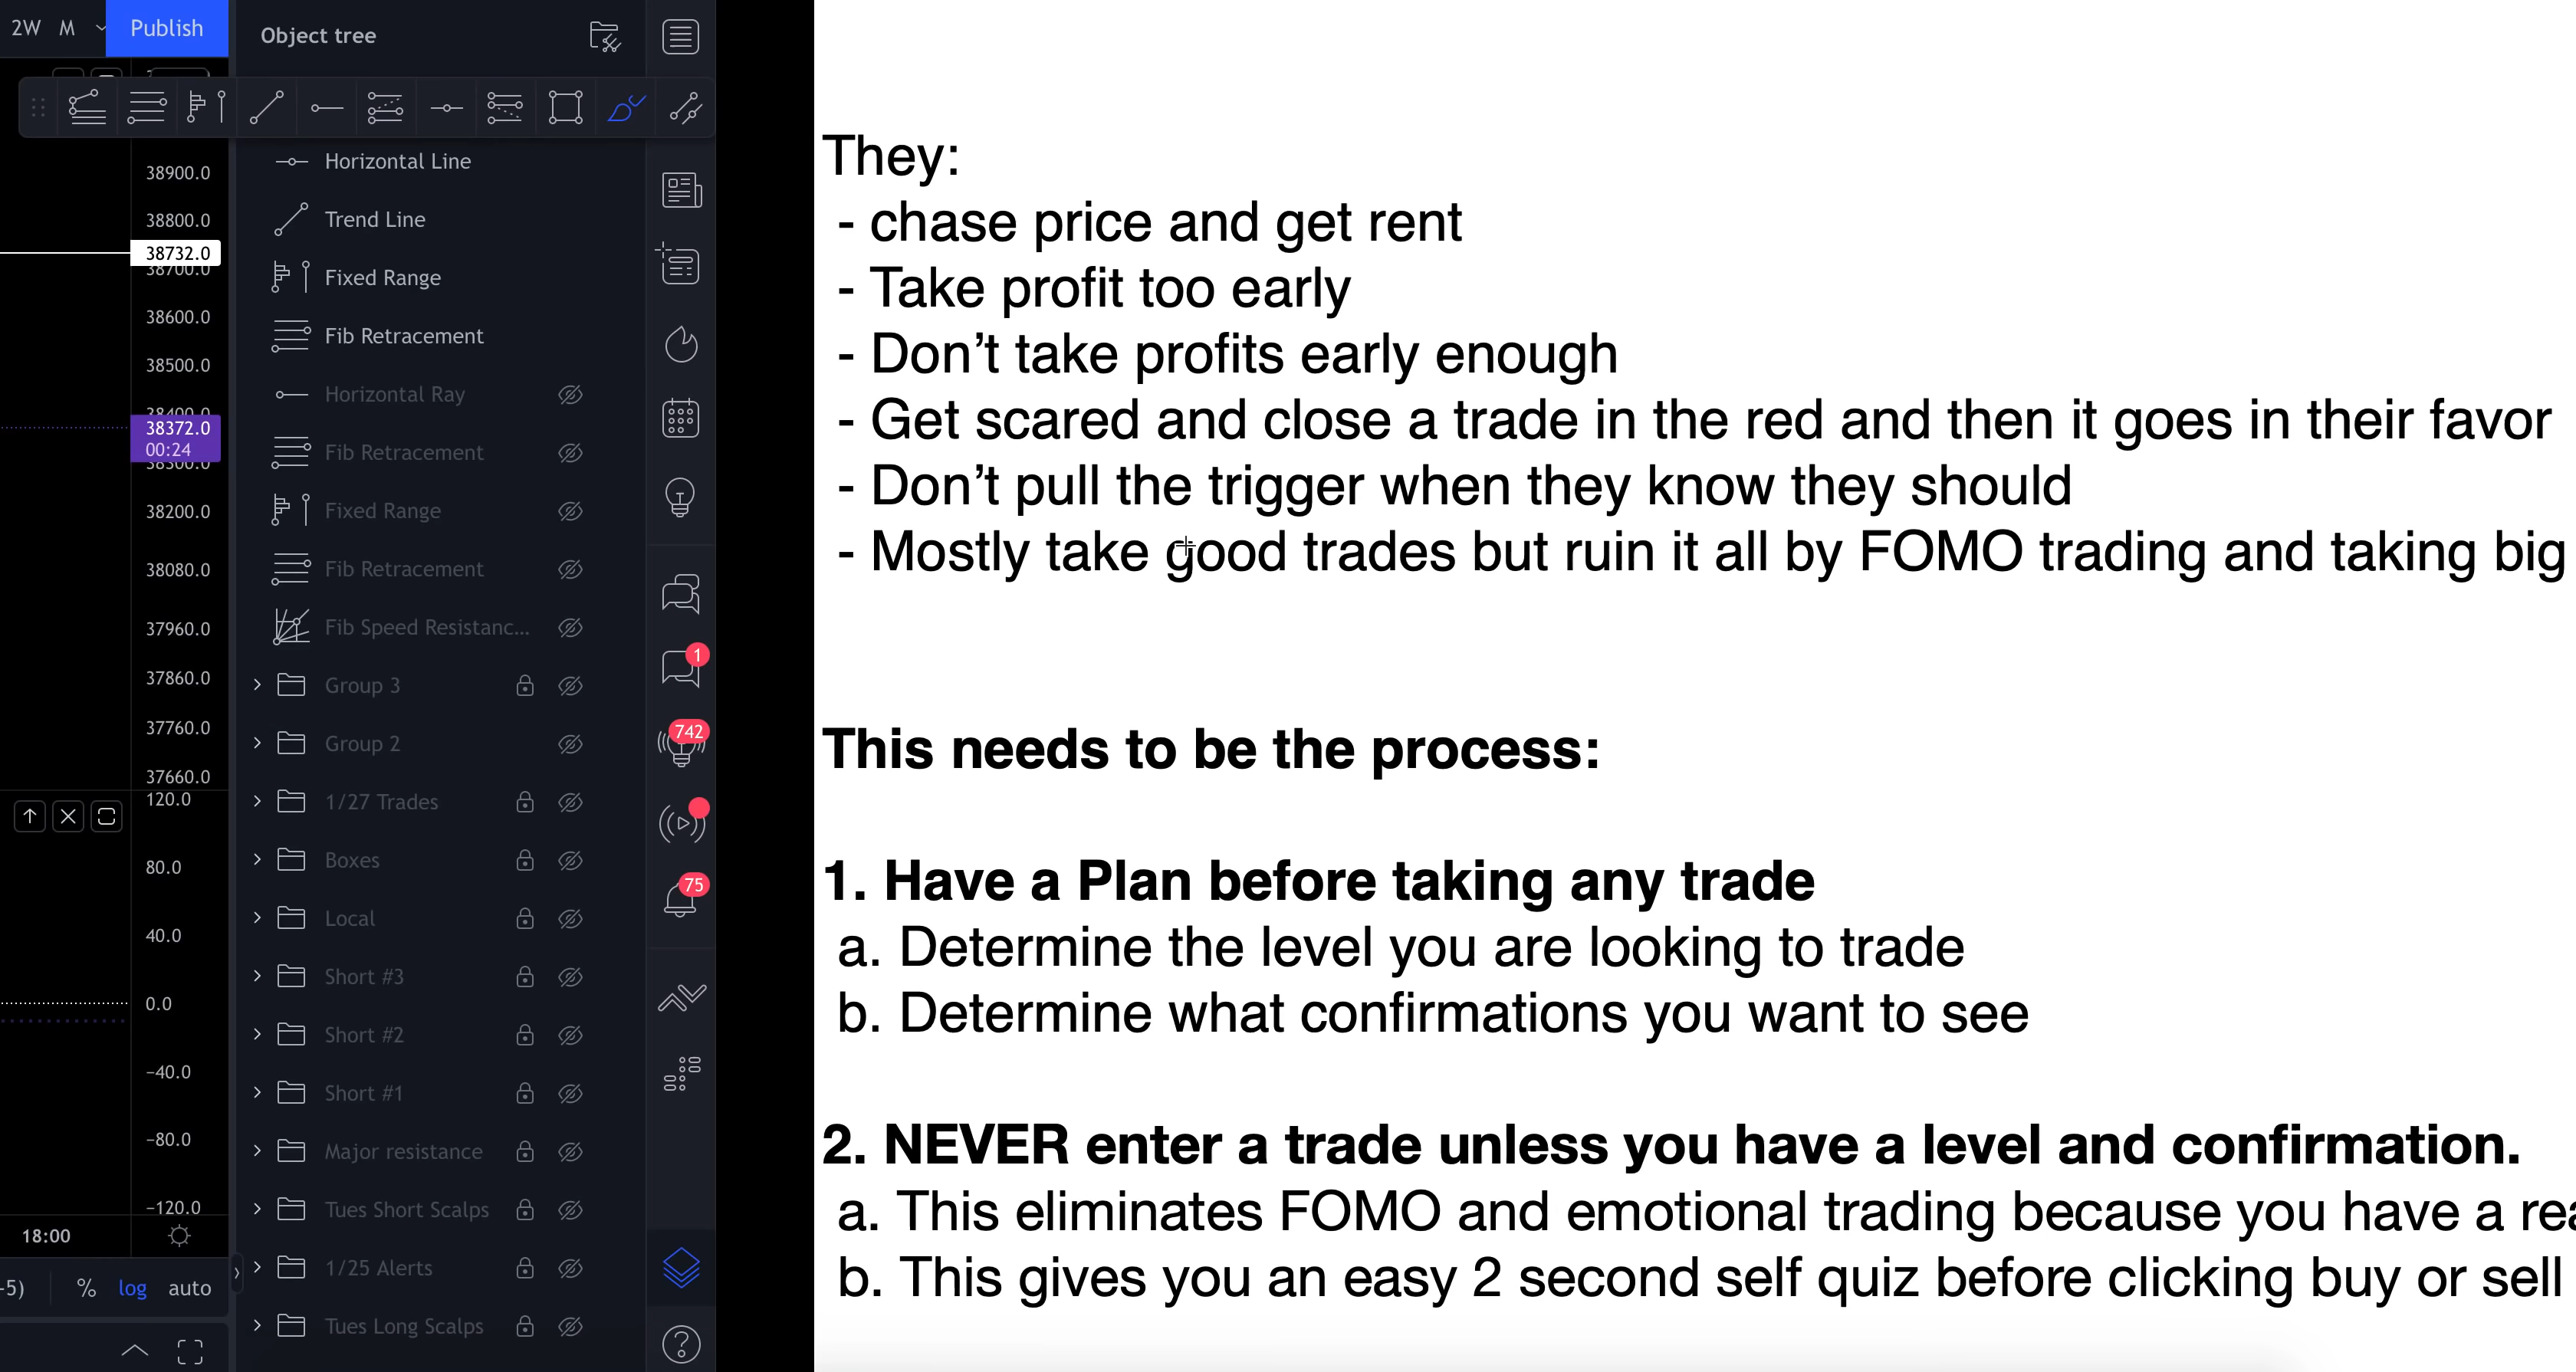 2W M Publish
Object tree
38900.0
38800.0
38732.0
38700.0
38600.0
38500.0
38400.0
38372.0
00:24
38300.0
38200.0
38080.0
37960.0
37860.0
37760.0
37660.0
120.0
80.0
40.0
0.0
−40.0
−80.0
−120.0
18:00
-5) % log auto
Horizontal Line
Trend Line
Fixed Range
Fib Retracement
Horizontal Ray
Fib Retracement
Fixed Range
Fib Retracement
Fib Speed Resistanc...
Group 3
Group 2
1/27 Trades
Boxes
Local
Short #3
Short #2
Short #1
Major resistance
Tues Short Scalps
1/25 Alerts
Tues Long Scalps
1
742
75
They:
- chase price and get rent
- Take profit too early
- Don’t take profits early enough
- Get scared and close a trade in the red and then it goes in their favor
- Don’t pull the trigger when they know they should
- Mostly take good trades but ruin it all by FOMO trading and taking big
This needs to be the process:
1. Have a Plan before taking any trade
a. Determine the level you are looking to trade
b. Determine what confirmations you want to see
2. NEVER enter a trade unless you have a level and confirmation.
a. This eliminates FOMO and emotional trading because you have a
b. This gives you an easy 2 second self quiz before clicking buy or sell